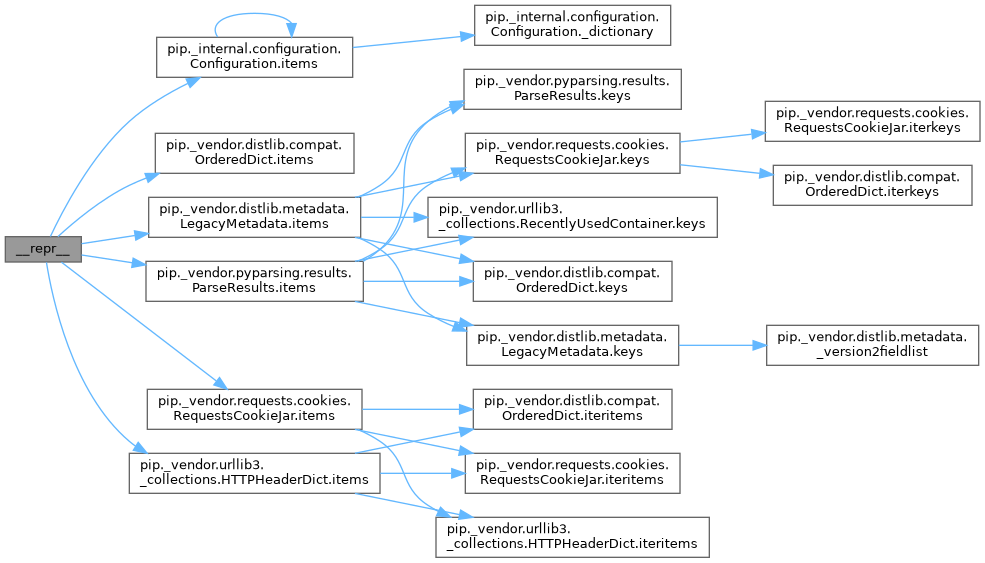 __repr__
pip._internal.configuration.
Configuration.items
pip._vendor.distlib.compat.
OrderedDict.items
pip._vendor.distlib.metadata.
LegacyMetadata.items
pip._vendor.pyparsing.results.
ParseResults.items
pip._vendor.requests.cookies.
RequestsCookieJar.items
pip._vendor.urllib3.
_collections.HTTPHeaderDict.items
pip._internal.configuration.
Configuration._dictionary
pip._vendor.pyparsing.results.
ParseResults.keys
pip._vendor.requests.cookies.
RequestsCookieJar.keys
pip._vendor.urllib3.
_collections.RecentlyUsedContainer.keys
pip._vendor.distlib.compat.
OrderedDict.keys
pip._vendor.distlib.metadata.
LegacyMetadata.keys
pip._vendor.distlib.compat.
OrderedDict.iteritems
pip._vendor.requests.cookies.
RequestsCookieJar.iteritems
pip._vendor.urllib3.
_collections.HTTPHeaderDict.iteritems
pip._vendor.requests.cookies.
RequestsCookieJar.iterkeys
pip._vendor.distlib.compat.
OrderedDict.iterkeys
pip._vendor.distlib.metadata.
_version2fieldlist